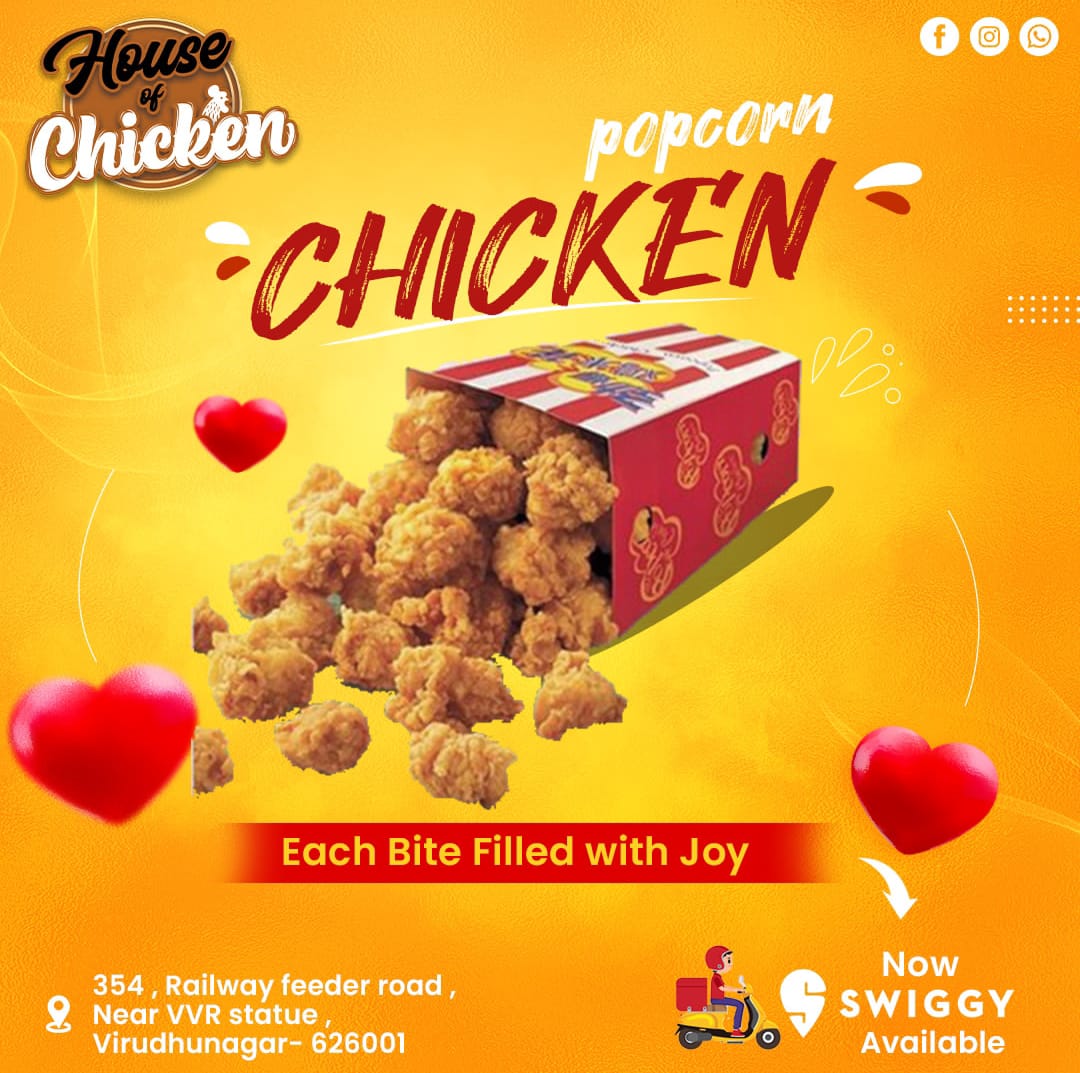 House
of
Chicken
popcorn
CHICKEN
Each Bite Filled with Joy
354 , Railway feeder road ,
Near VVR statue ,
Virudhunagar- 626001
Now
SWIGGY
Available